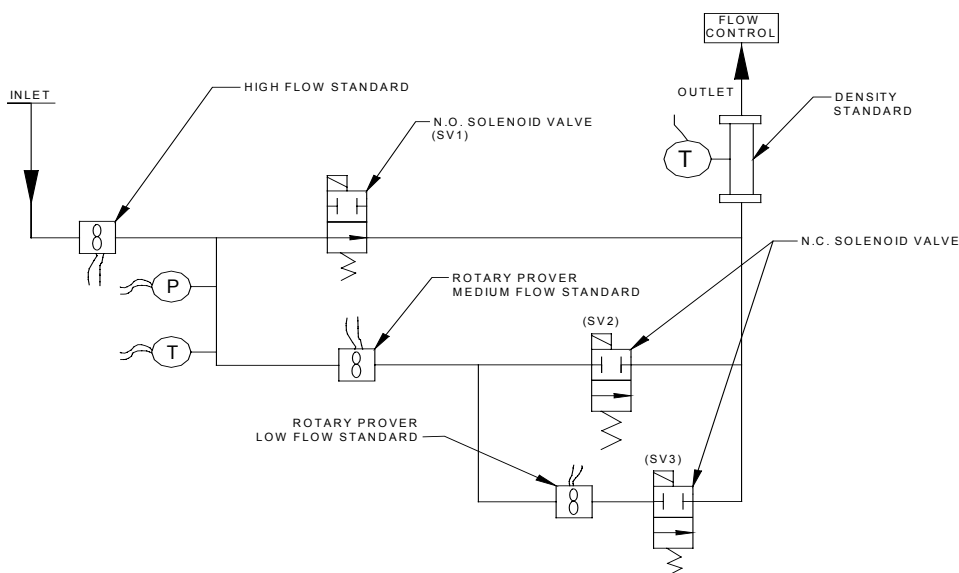 FLOW
CONTROL
INLET
HIGH FLOW STANDARD
OUTLET
DENSITY
STANDARD
N.O. SOLENOID VALVE
(SV1)
T
N.C. SOLENOID VALVE
P
ROTARY PROVER
MEDIUM FLOW STANDARD
(SV2)
T
ROTARY PROVER
LOW FLOW STANDARD
(SV3)